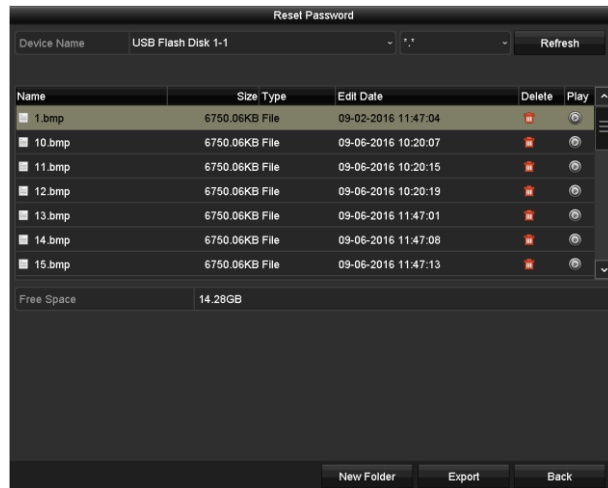 Reset Password
Device Name USB Flash Disk 1-1 *.* Refresh
Name Size Type Edit Date Delete Play
1.bmp 6750.06KB File 09-02-2016 11:47:04
10.bmp 6750.06KB File 09-06-2016 10:20:07
11.bmp 6750.06KB File 09-06-2016 10:20:15
12.bmp 6750.06KB File 09-06-2016 10:20:19
13.bmp 6750.06KB File 09-06-2016 11:47:01
14.bmp 6750.06KB File 09-06-2016 11:47:08
15.bmp 6750.06KB File 09-06-2016 11:47:13
Free Space 14.28GB
New Folder Export Back